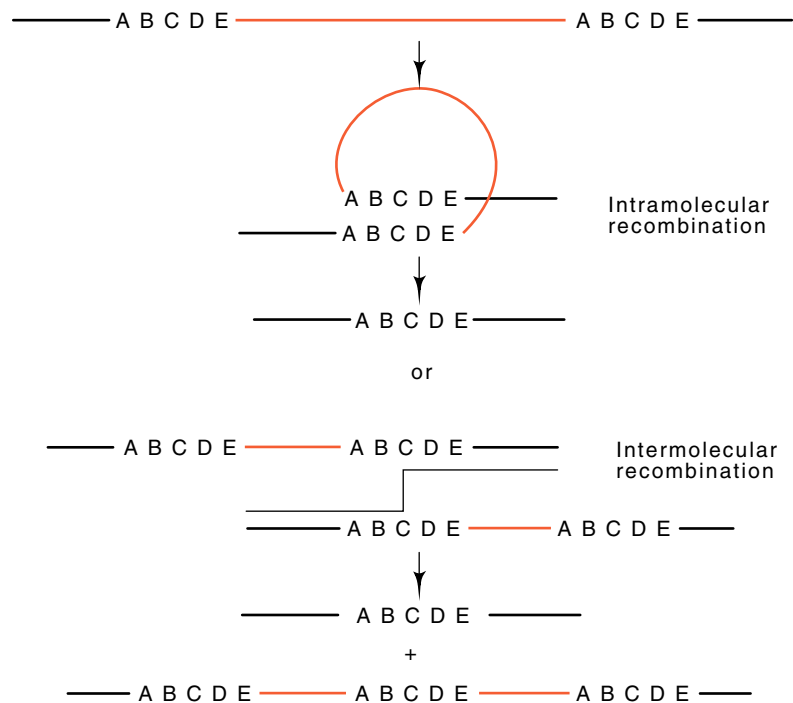 A B C D E A B C D E
A B C D E
Intramolecular
recombination
A B C D E
A B C D E
or
A B C D E A B C D E
Intermolecular
recombination
A B C D E A B C D E
A B C D E
+
A B C D E A B C D E A B C D E